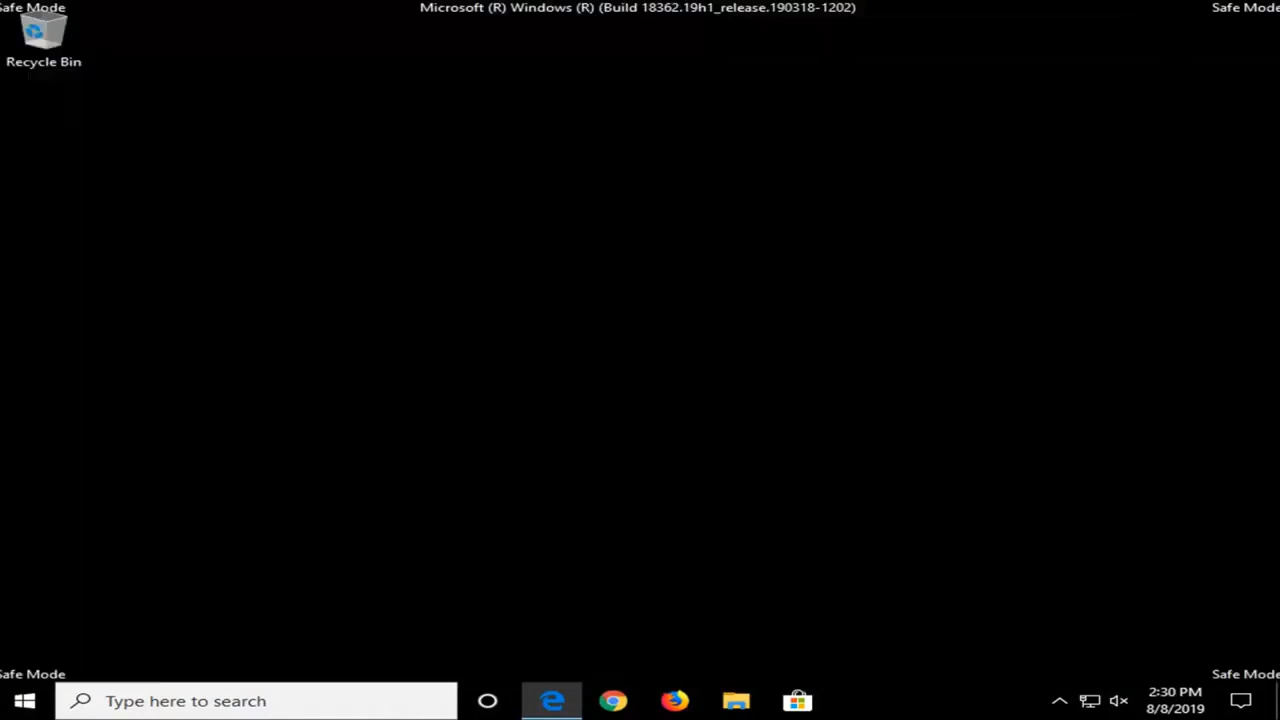 Safe Mode
Microsoft (R) Windows (R) (Build 18362.19h1_release.190318-1202)
Safe Mode
Recycle Bin
Safe Mode
Safe Mode
Type here to search
2:30 PM
8/8/2019